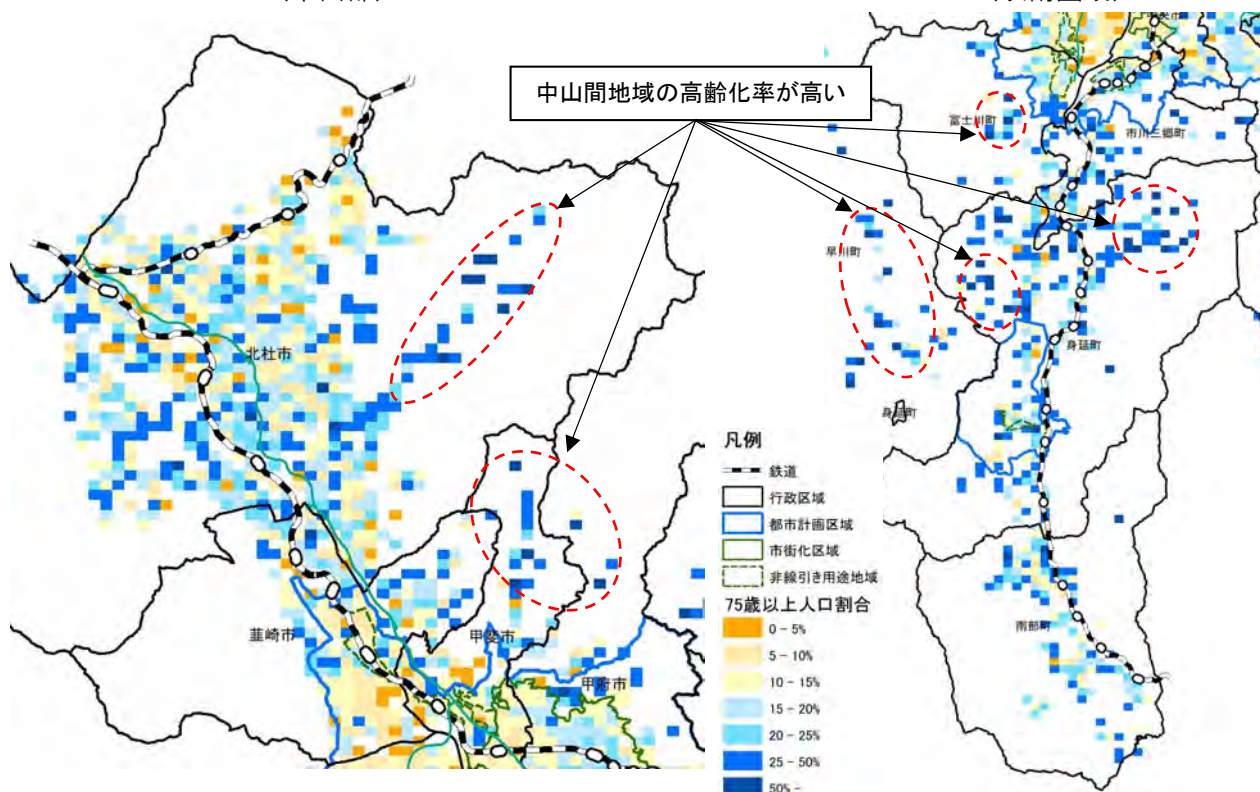 中山間地域の高齢化率が高い
富士川町
市川三郷町
早川町
北杜市
身延町
身延町
韮崎市
甲斐市
甲府市
南部町
凡例
鉄道
行政区域
都市計画区域
市街化区域
非線引き用途地域
75歳以上人口割合
0 - 5%
5 - 10%
10 - 15%
15 - 20%
20 - 25%
25 - 50%
50% -